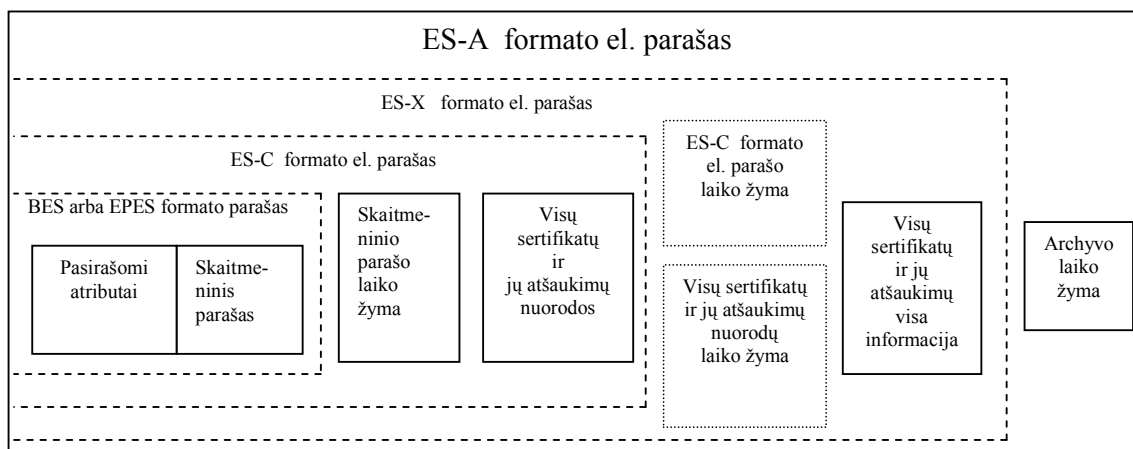 ES-A formato el. parašas
ES-X formato el. parašas
ES-C formato el. parašas
BES arba EPES formato parašas
Pasirašomi
atributai
Skaitme-
ninis
parašas
Skaitme-
ninio
parašo
laiko
žyma
Visų
sertifikatų
ir
jų atšaukimų
nuorodos
ES-C formato
el. parašo
laiko žyma
Visų sertifikatų
ir jų atšaukimų
nuorodų
laiko žyma
Visų
sertifikatų
ir jų
atšaukimų
visa
informacija
Archyvo
laiko
žyma